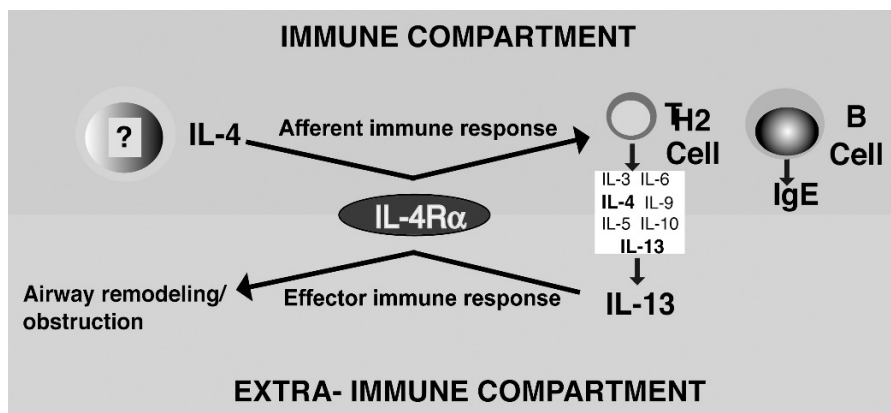 IMMUNE COMPARTMENT
?
IL-4
Afferent immune response
TH2
Cell
B
Cell
IL-3 IL-6
IL-4 IL-9
IL-5 IL-10
IL-13
IgE
IL-4Rα
Airway remodeling/
obstruction
Effector immune response
IL-13
EXTRA- IMMUNE COMPARTMENT